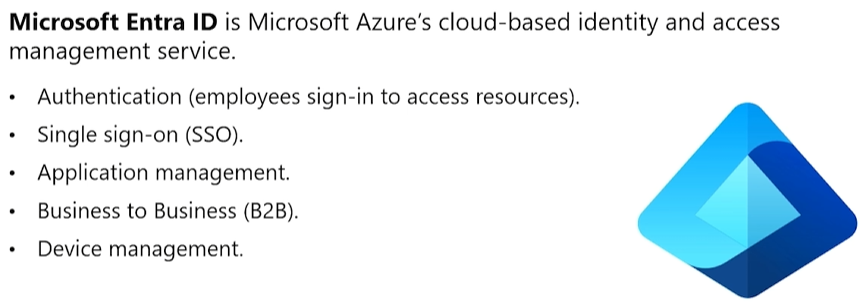 Microsoft Entra ID is Microsoft Azure’s cloud-based identity and access
management service.
• Authentication (employees sign-in to access resources).
• Single sign-on (SSO).
• Application management.
• Business to Business (B2B).
• Device management.